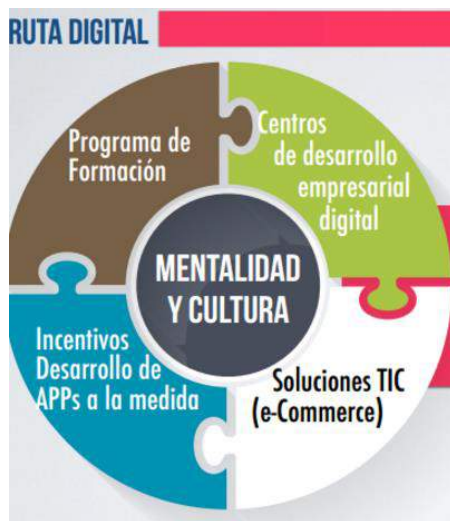 RUTA DIGITAL
Programa de
Formación
Centros
de desarrollo
empresarial
digital
MENTALIDAD
Y CULTURA
Incentivos
Desarrollo de
APPs a la medida
Soluciones TIC
(e-Commerce)